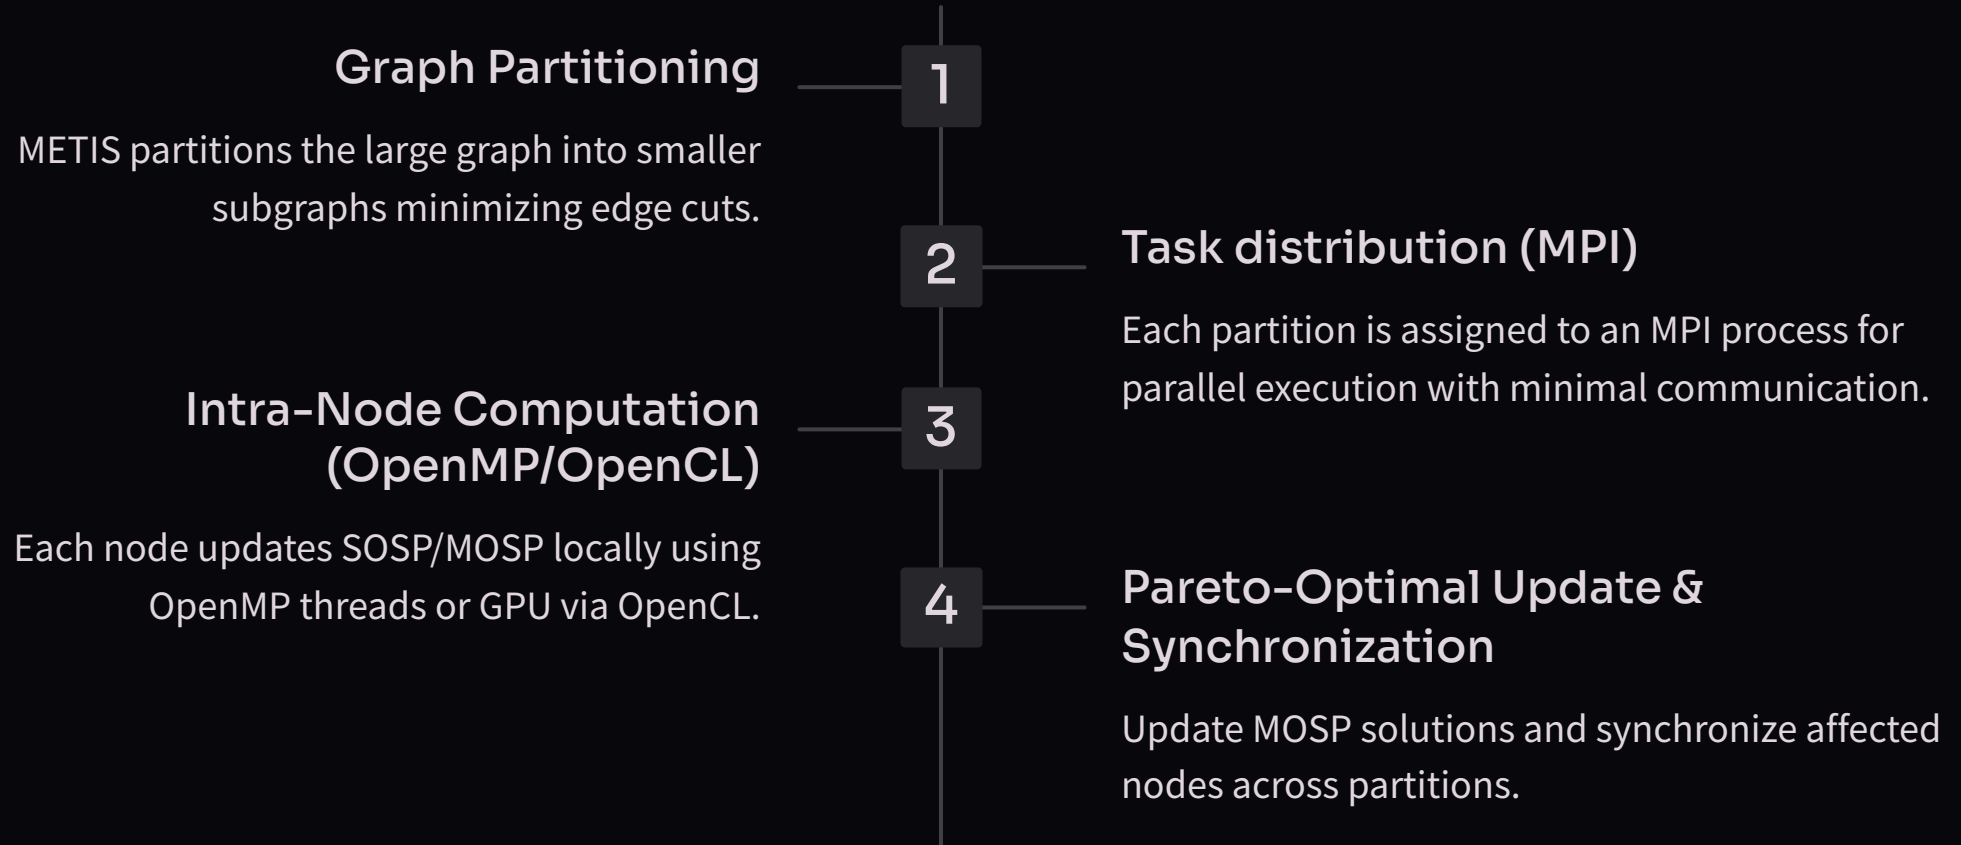 Graph Partitioning
1
METIS partitions the large graph into smaller
subgraphs minimizing edge cuts.
2
Task distribution (MPI)
Each partition is assigned to an MPI process for
parallel execution with minimal communication.
Intra-Node Computation
(OpenMP/OpenCL)
3
Each node updates SOSP/MOSP locally using
OpenMP threads or GPU via OpenCL.
4
Pareto-Optimal Update &
Synchronization
Update MOSP solutions and synchronize affected
nodes across partitions.